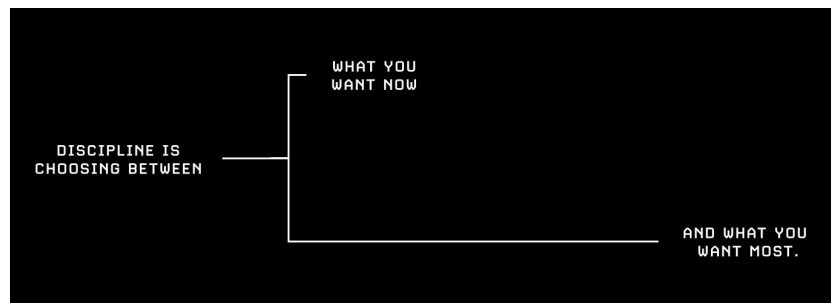 DISCIPLINE IS
CHOOSING BETWEEN
WHAT YOU
WANT NOW
AND WHAT YOU
WANT MOST.